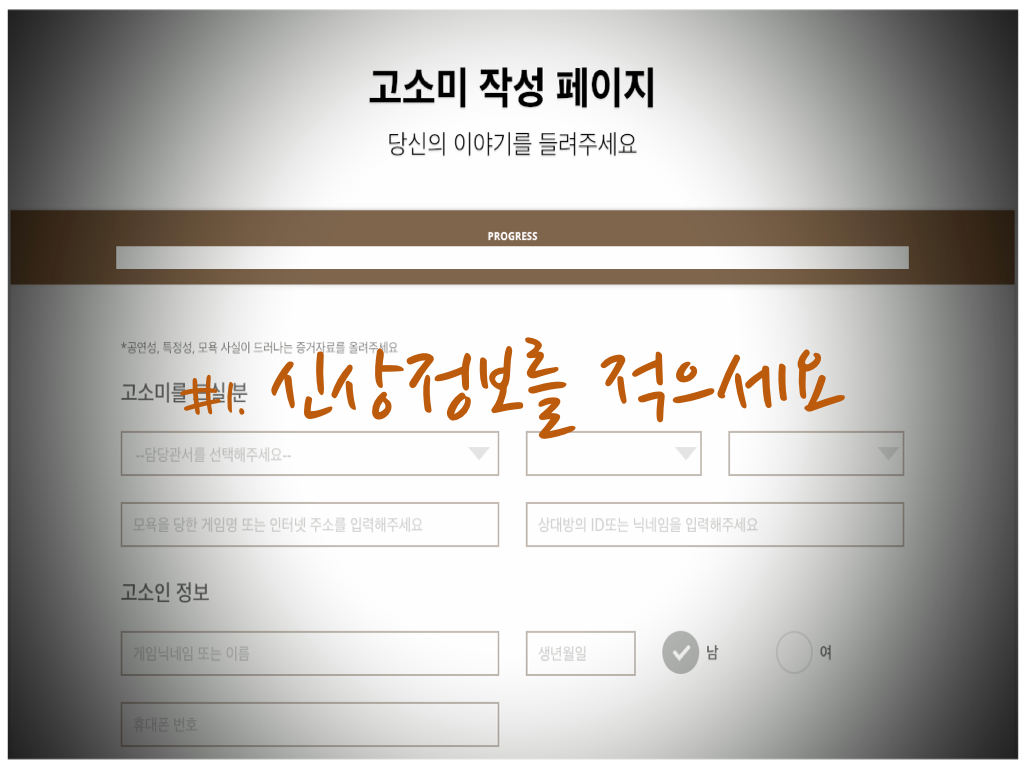 고소미 작성 페이지
당신의 이야기를 들려주세요
PROGRESS
*공연성, 특정성, 모욕 사실이 드러나는 증거자료를 올려주세요
고소미를 분
#1. 신상정보를 적으세요
--담당관서를 선택해주세요--
모욕을 당한 게임명 또는 인터넷 주소를 입력해주세요
상대방의 ID또는 닉네임을 입력해주세요
고소인 정보
게임닉네임 또는 이름
생년월일
남
여
휴대폰 번호